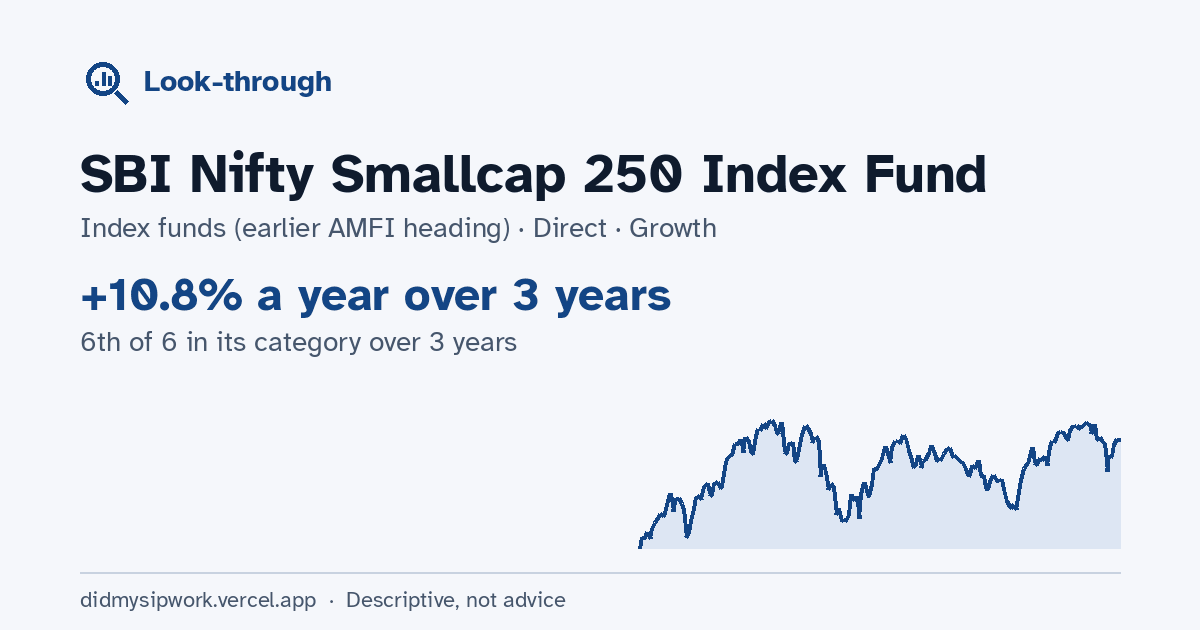 Look-through
SBI Nifty Smallcap 250 Index Fund
Index funds (earlier AMFI heading) · Direct · Growth
+10.8% a year over 3 years
6th of 6 in its category over 3 years
didmysipwork.vercel.app · Descriptive, not advice